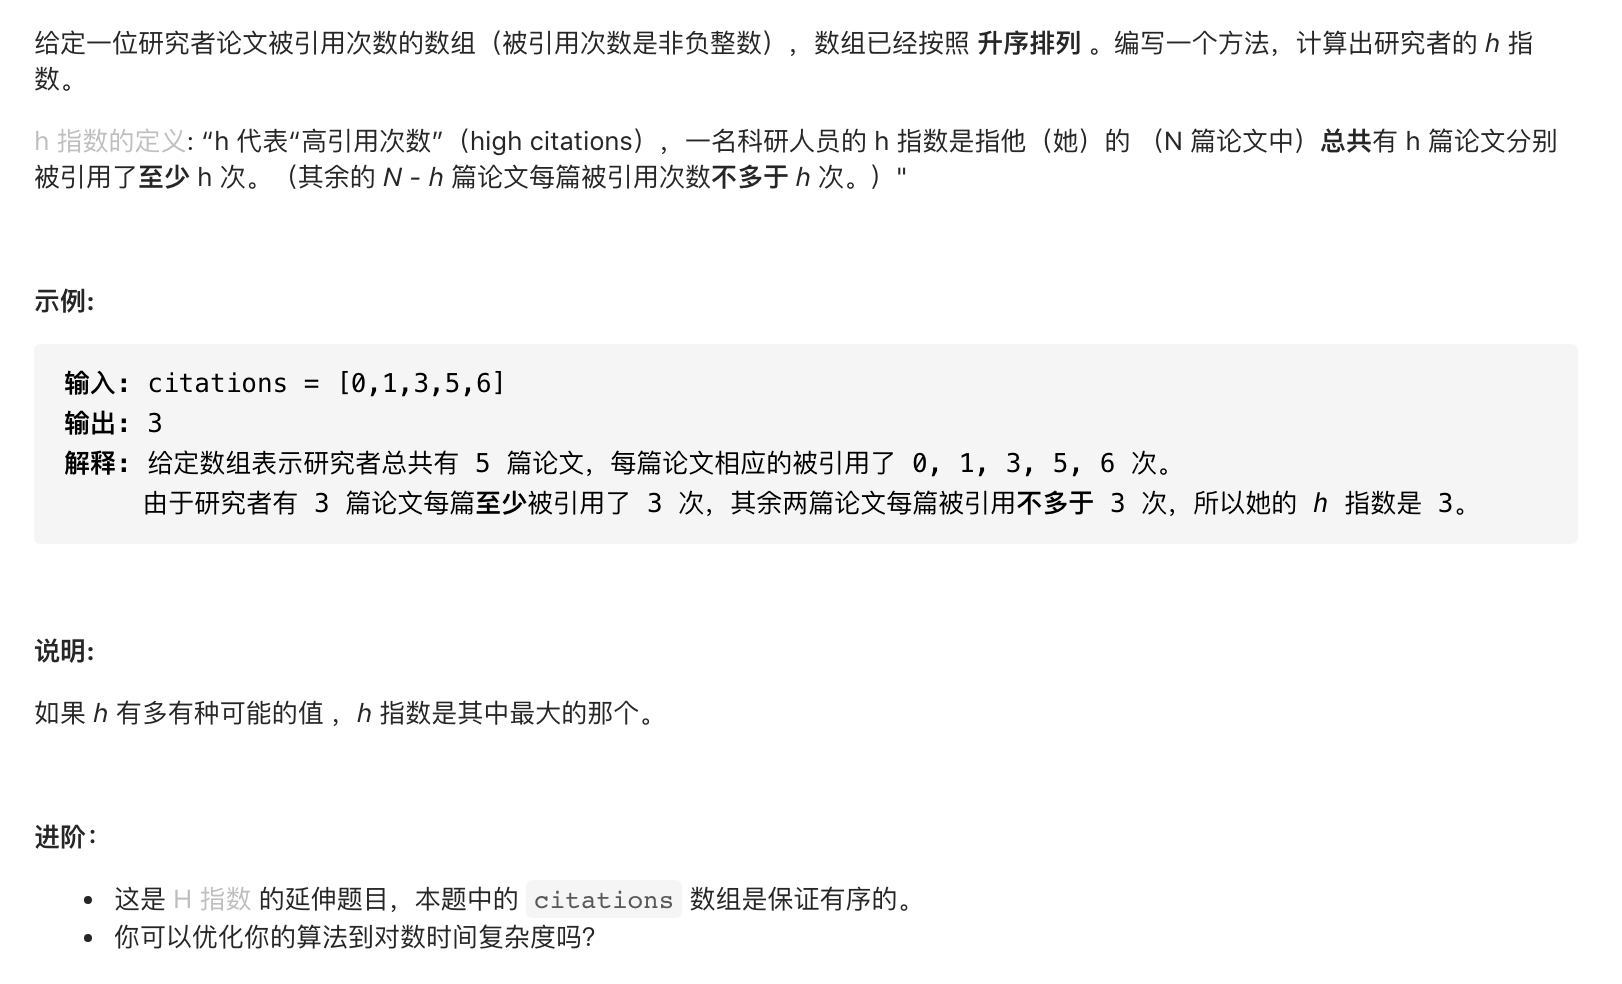 给定一位研究者论文被引用次数的数组（被引用次数是非负整数），数组已经按照 升序排列 。编写一个方法，计算出研究者的 h 指
数。
h 指数的定义: “h 代表“高引用次数”（high citations），一名科研人员的 h 指数是指他（她）的 （N 篇论文中）总共有 h 篇论文分别
被引用了至少 h 次。（其余的 N - h 篇论文每篇被引用次数不多于 h 次。）"
示例:
输入: citations = [0,1,3,5,6]
输出: 3
解释: 给定数组表示研究者总共有 5 篇论文，每篇论文相应的被引用了 0, 1, 3, 5, 6 次。
由于研究者有 3 篇论文每篇至少被引用了 3 次，其余两篇论文每篇被引用不多于 3 次，所以她的 h 指数是 3。
说明:
如果 h 有多有种可能的值 ，h 指数是其中最大的那个。
进阶：
• 这是 H 指数 的延伸题目，本题中的 citations 数组是保证有序的。
• 你可以优化你的算法到对数时间复杂度吗？